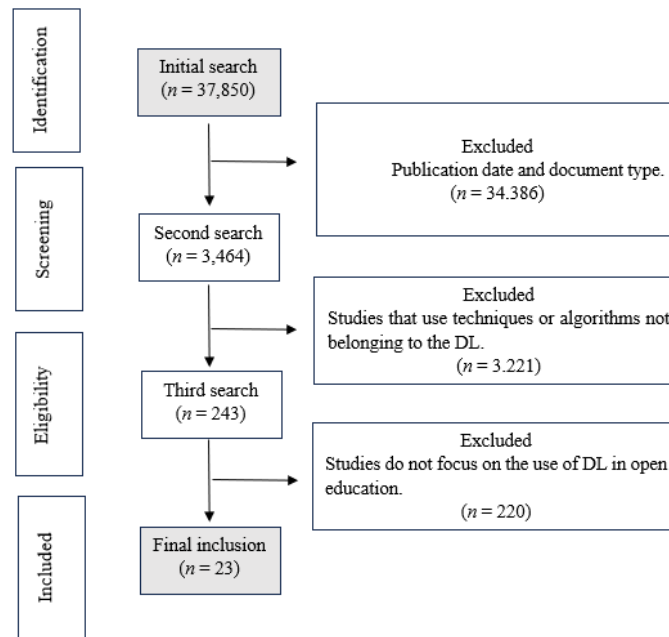 Identification
Initial search
(n = 37,850)
Excluded
Publication date and document type.
(n = 34.386)
Screening
Second search
(n = 3,464)
Excluded
Studies that use techniques or algorithms not
belonging to the DL.
(n = 3.221)
Eligibility
Third search
(n = 243)
Excluded
Studies do not focus on the use of DL in open
education.
(n = 220)
Included
Final inclusion
(n = 23)